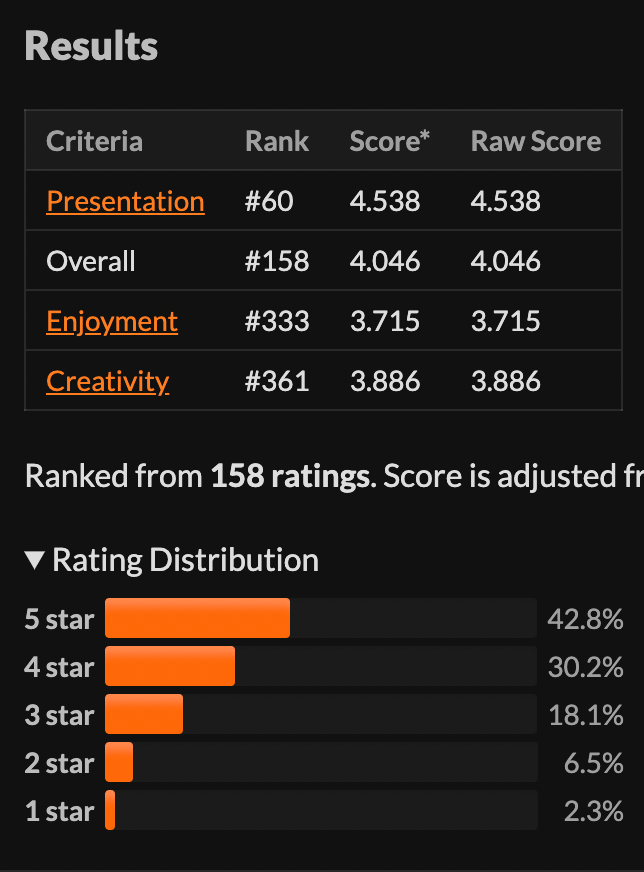 Results
Criteria Rank Score* Raw Score
Presentation #60 4.538 4.538
Overall #158 4.046 4.046
Enjoyment #333 3.715 3.715
Creativity #361 3.886 3.886
Ranked from 158 ratings. Score is adjusted fr
▼ Rating Distribution
5 star 42.8%
4 star 30.2%
3 star 18.1%
2 star 6.5%
1 star 2.3%